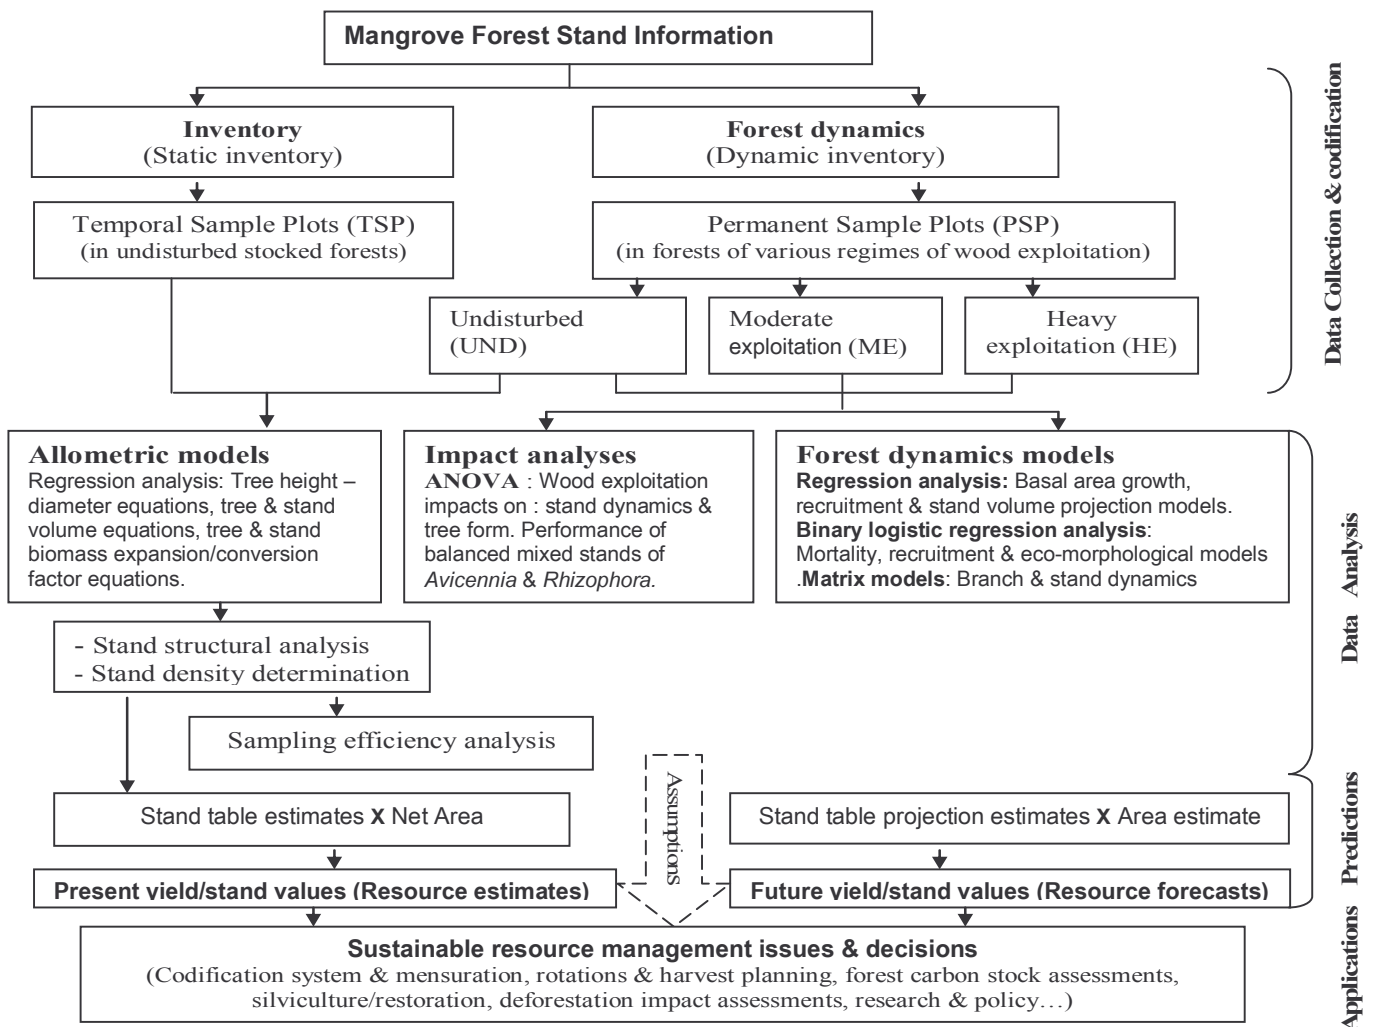 Mangrove Forest Stand Information
Inventory
(Static inventory)
Forest dynamics
(Dynamic inventory)
Temporal Sample Plots (TSP)
(in undisturbed stocked forests)
Permanent Sample Plots (PSP)
(in forests of various regimes of wood exploitation)
Undisturbed
(UND)
Moderate
exploitation (ME)
Heavy
exploitation (HE)
Data Collection & codification
Allometric models
Regression analysis: Tree height –
diameter equations, tree & stand
volume equations, tree & stand
biomass expansion/conversion
factor equations.
Impact analyses
ANOVA : Wood exploitation
impacts on : stand dynamics &
tree form. Performance of
balanced mixed stands of
Avicennia & Rhizophora.
Forest dynamics models
Regression analysis: Basal area growth,
recruitment & stand volume projection models.
Binary logistic regression analysis:
Mortality, recruitment & eco-morphological models
.Matrix models: Branch & stand dynamics
- Stand structural analysis
- Stand density determination
Sampling efficiency analysis
Data Analysis
Assumptions
Stand table estimates X Net Area
Stand table projection estimates X Area estimate
Present yield/stand values (Resource estimates)
Future yield/stand values (Resource forecasts)
Predictions
Sustainable resource management issues & decisions
(Codification system & mensuration, rotations & harvest planning, forest carbon stock assessments,
silviculture/restoration, deforestation impact assessments, research & policy…)
Applications